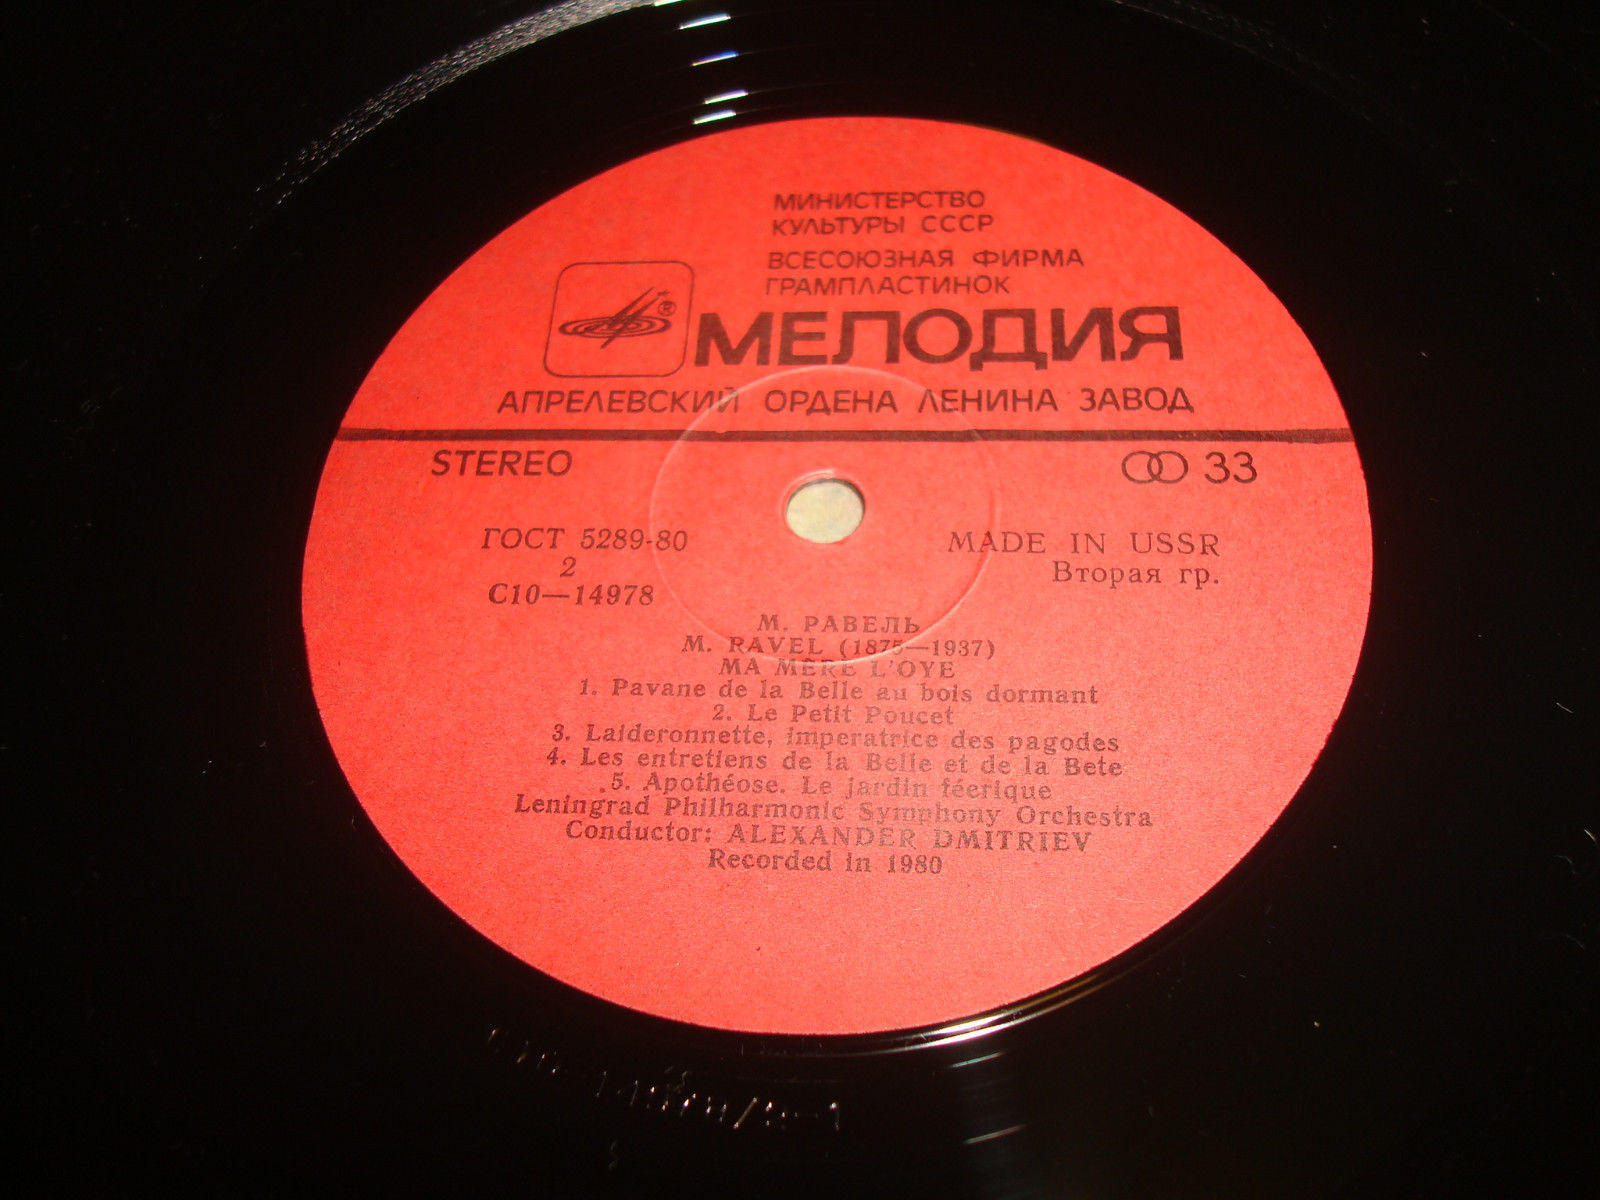 МИНИСТЕРСТВО
КУЛЬТУРЫ СССР
ВСЕСОЮЗНАЯ ФИРМА
ГРАМПЛАСТИНОК
®
МЕЛОДИЯ
АПРЕЛЕВСКИЙ ОРДЕНА ЛЕНИНА ЗАВОД
STEREO 33
ГОСТ 5289-80 MADE IN USSR
2 Вторая гр.
С10—14978
М. РАВЕЛЬ
M. RAVEL (1875—1937)
MA MÈRE L'OYE
1. Pavane de la Belle au bois dormant
2. Le Petit Poucet
3. Laideronnette, imperatrice des pagodes
4. Les entretiens de la Belle et de la Bete
5. Apothéose. Le jardin féerique
Leningrad Philharmonic Symphony Orchestra
Conductor: ALEXANDER DMITRIEV
Recorded in 1980